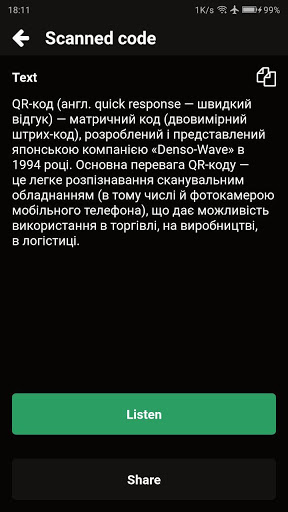 18:11
1K/s 99%
Scanned code
Text
QR-код (англ. quick response — швидкий
відгук) — матричний код (двовимірний
штрих-код), розроблений і представлений
японською компанією «Denso-Wave» в
1994 році. Основна перевага QR-коду —
це легке розпізнавання сканувальним
обладнанням (в тому числі й фотокамерою
мобільного телефона), що дає можливість
використання в торгівлі, на виробництві,
в логістиці.
Listen
Share